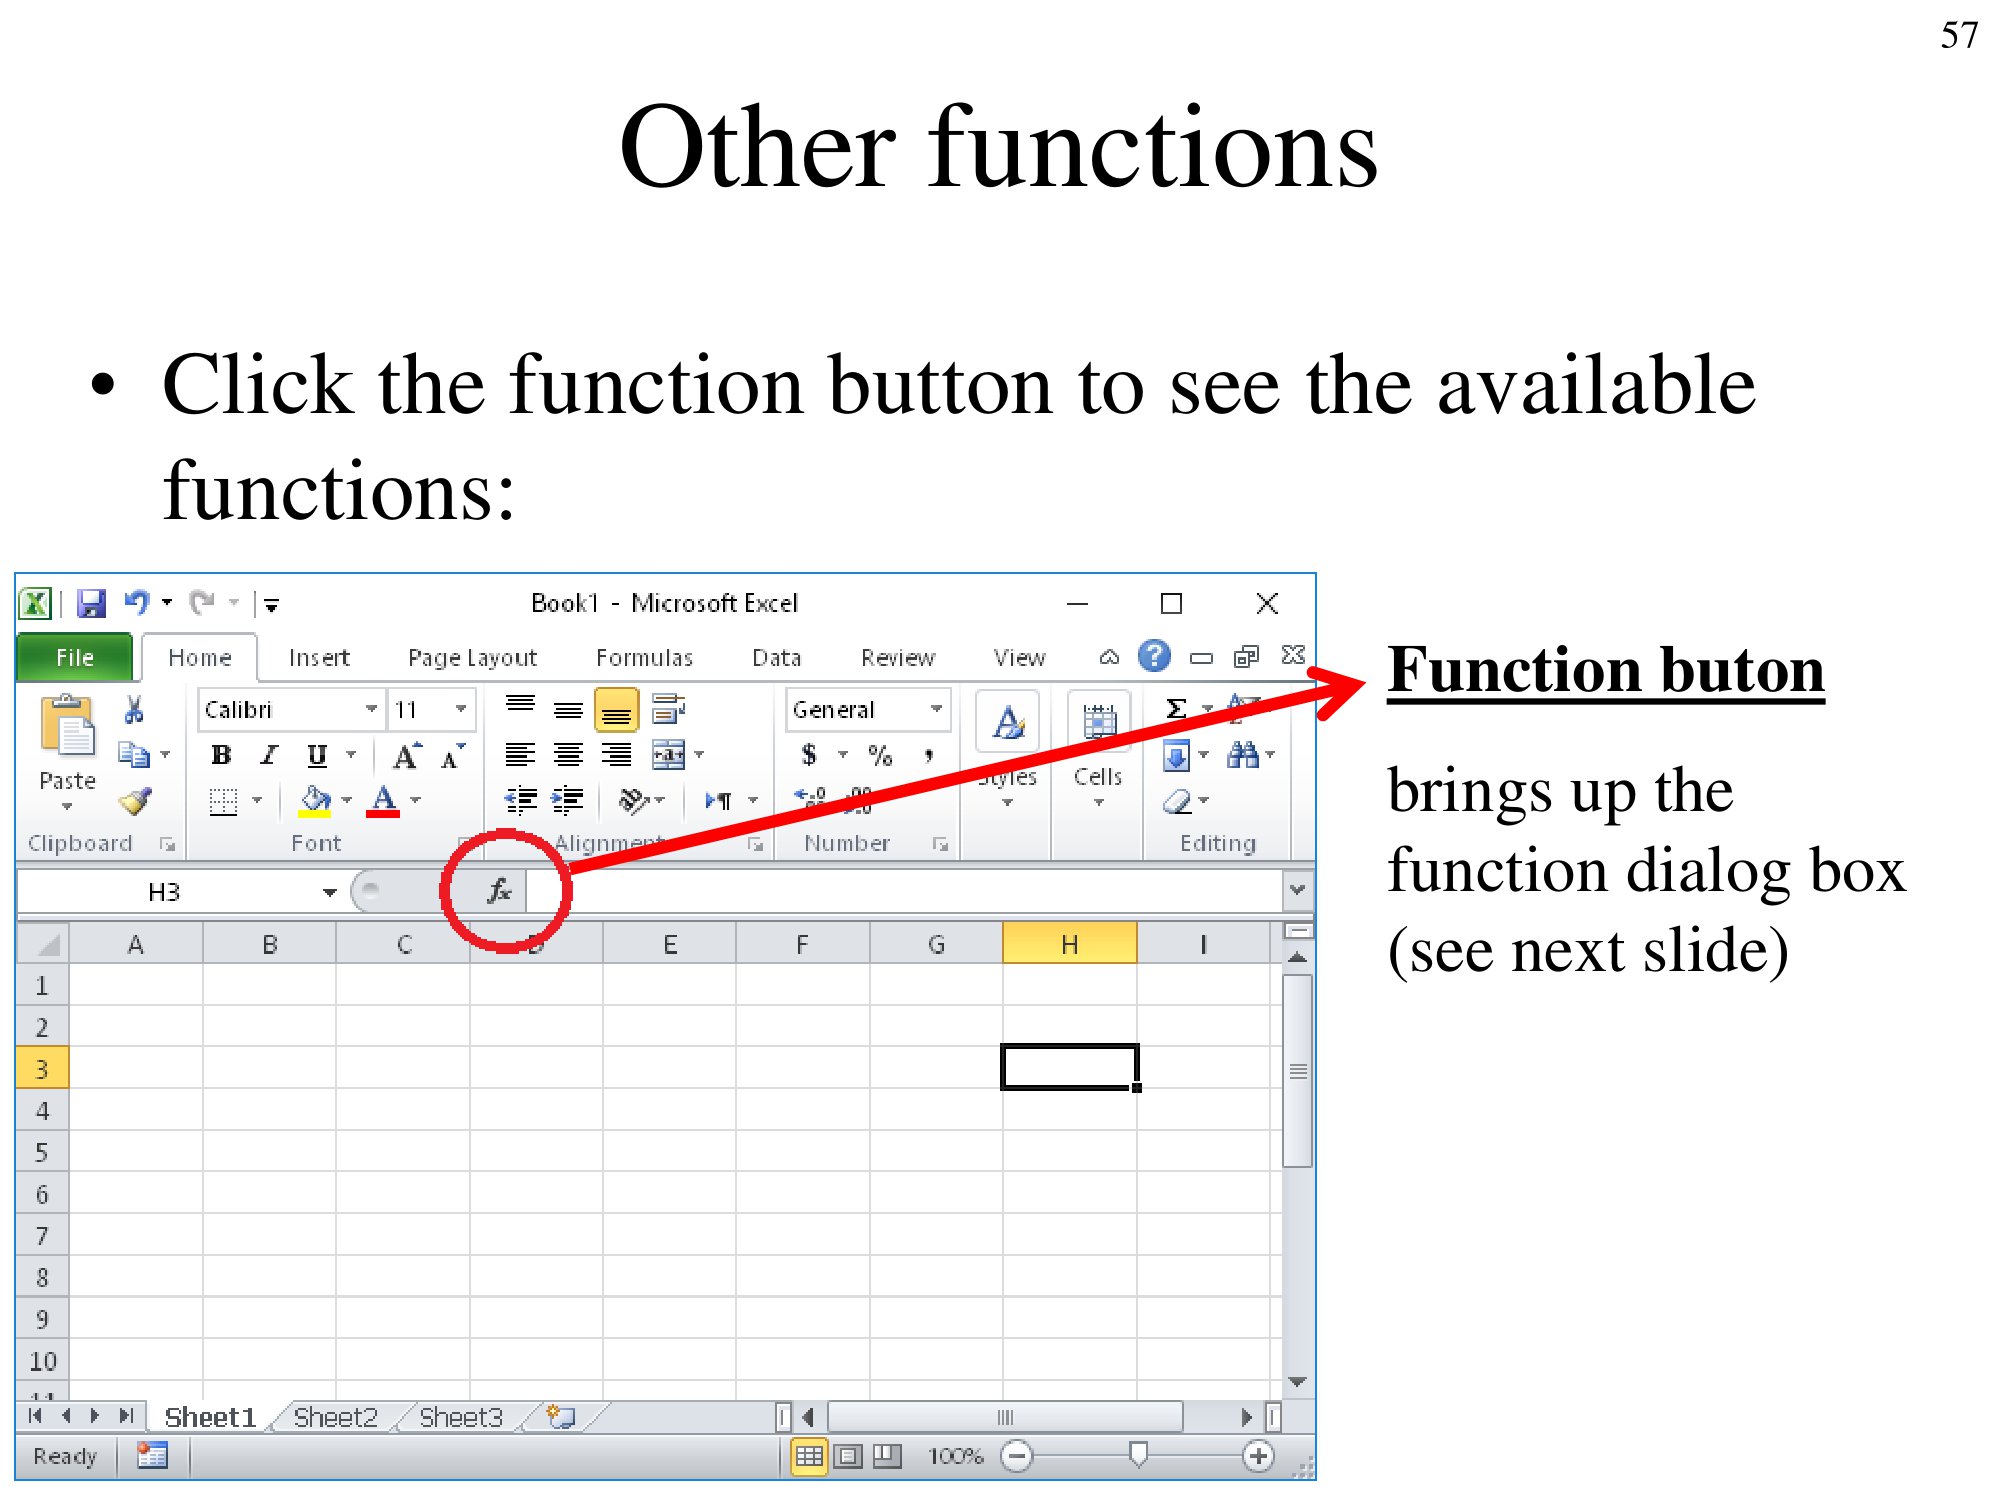 57
Other functions
• Click the function button to see the available
functions:
Book1 - Microsoft Excel
File Home Insert Page Layout Formulas Data Review View
Calibri 11 General
B I U A A $ % ,
Paste Styles Cells
Clipboard Font Alignment Number Editing
H3 fx
A B C D E F G H I
1
2
3
4
5
6
7
8
9
10
11
Sheet1 Sheet2 Sheet3
Ready 100%
Function buton
brings up the
function dialog box
(see next slide)